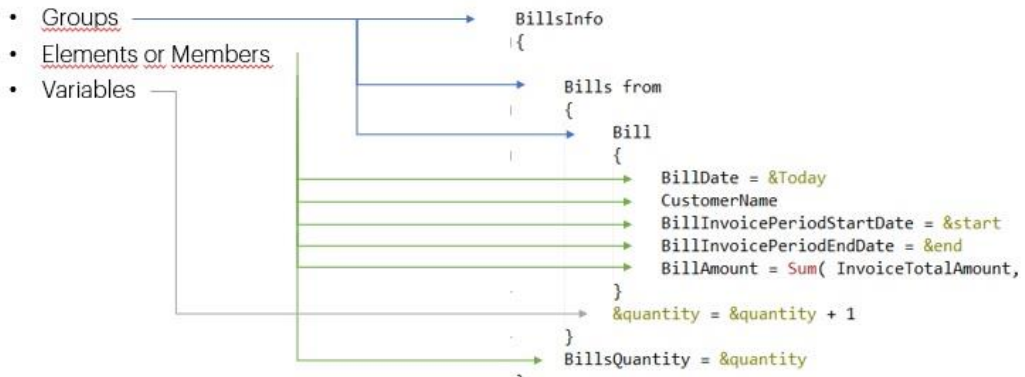 • Groups
• Elements or Members
• Variables
BillsInfo
{
Bills from
{
Bill
{
BillDate = &Today
CustomerName
BillInvoicePeriodStartDate = &start
BillInvoicePeriodEndDate = &end
BillAmount = Sum( InvoiceTotalAmount,
}
&quantity = &quantity + 1
}
BillsQuantity = &quantity